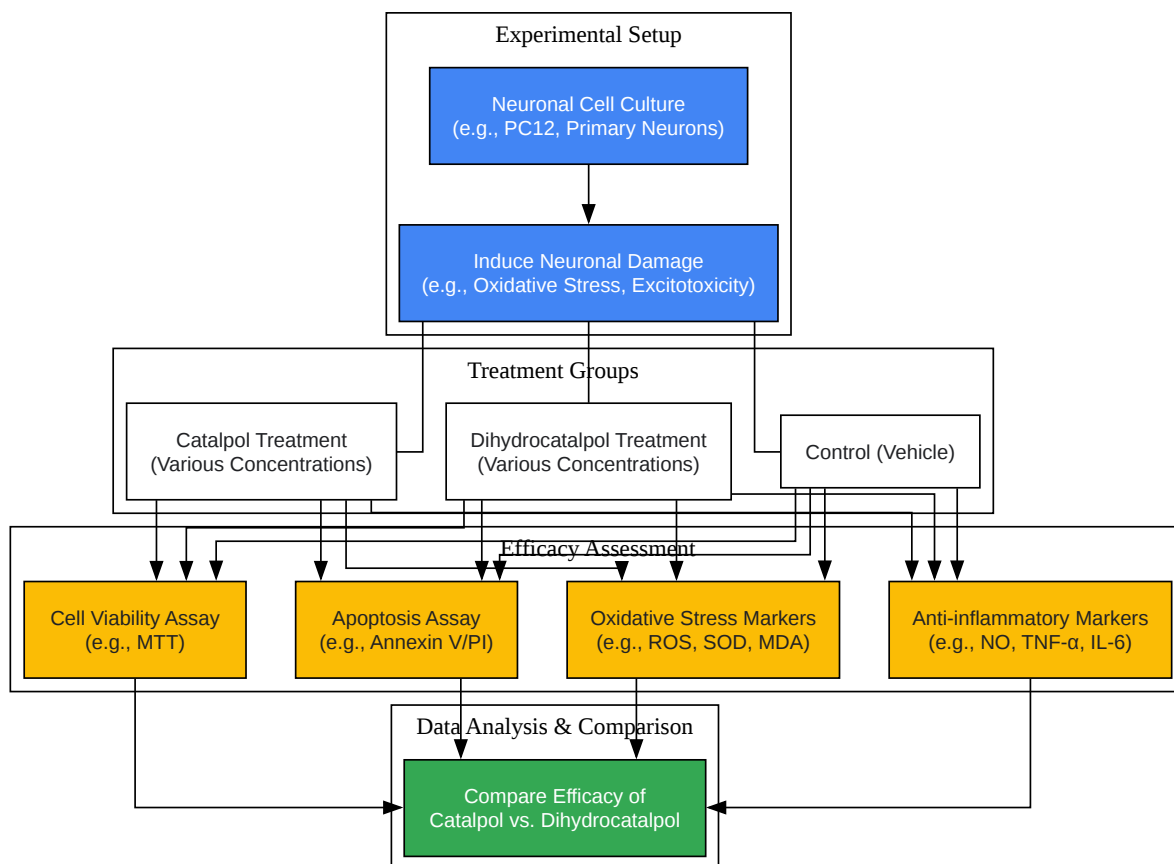 Experimental Setup
Neuronal Cell Culture
(e.g., PC12, Primary Neurons)
Induce Neuronal Damage
(e.g., Oxidative Stress, Excitotoxicity)
Treatment Groups
Catalpol Treatment
(Various Concentrations)
Dihydrocatalpol Treatment
(Various Concentrations)
Control (Vehicle)
Efficacy Assessment
Cell Viability Assay
(e.g., MTT)
Apoptosis Assay
(e.g., Annexin V/PI)
Oxidative Stress Markers
(e.g., ROS, SOD, MDA)
Anti-inflammatory Markers
(e.g., NO, TNF-α, IL-6)
Data Analysis & Comparison
Compare Efficacy of
Catalpol vs. Dihydrocatalpol